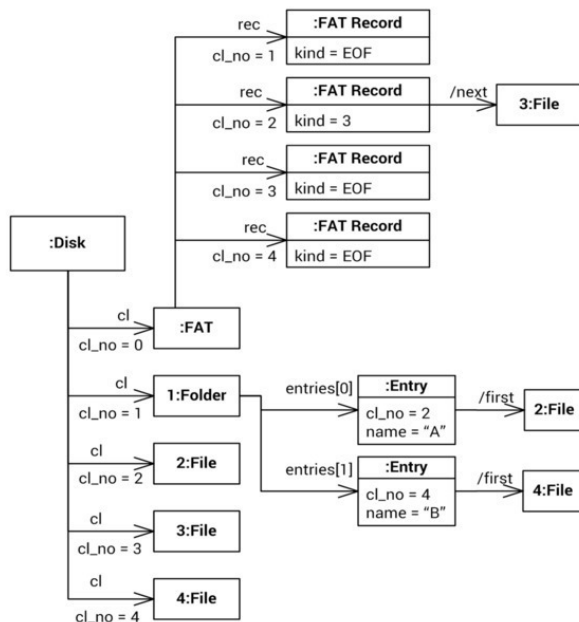 rec
:FAT Record
cl_no = 1
kind = EOF
rec
:FAT Record
/next
cl_no = 2
kind = 3
3:File
rec
:FAT Record
cl_no = 3
kind = EOF
rec
:FAT Record
cl_no = 4
kind = EOF
:Disk
cl
:FAT
cl_no = 0
cl
1:Folder
cl_no = 1
entries[0]
:Entry
cl_no = 2
name = “A”
/first
2:File
cl
2:File
cl_no = 2
entries[1]
:Entry
cl_no = 4
name = “B”
/first
4:File
cl
3:File
cl_no = 3
cl
4:File
cl_no = 4